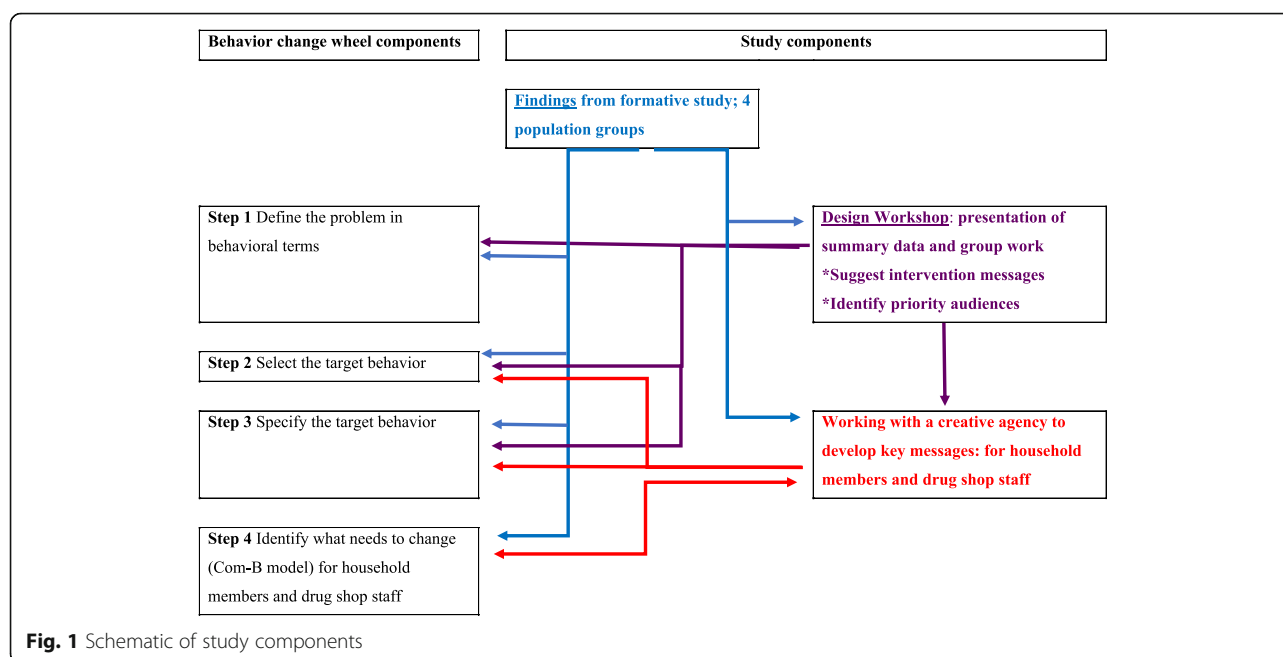 Behavior change wheel components
Study components
Findings from formative study; 4
population groups
Step 1 Define the problem in
behavioral terms
Design Workshop: presentation of
summary data and group work
*Suggest intervention messages
*Identify priority audiences
Step 2 Select the target behavior
Step 3 Specify the target behavior
Working with a creative agency to
develop key messages: for household
members and drug shop staff
Step 4 Identify what needs to change
(Com-B model) for household
members and drug shop staff
Fig. 1 Schematic of study components